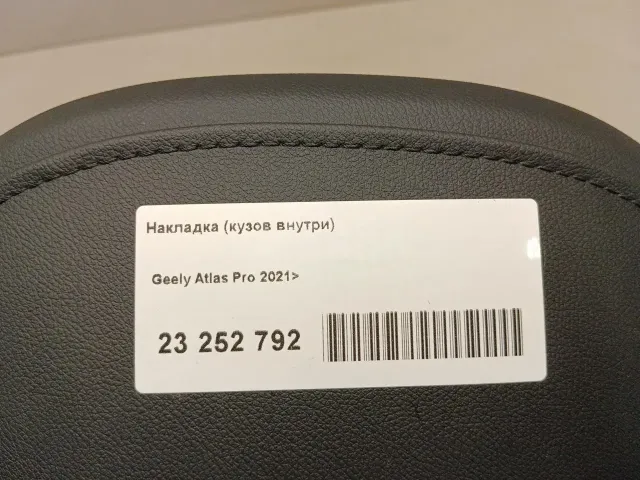 Накладка (кузов внутри)
Geely Atlas Pro 2021>
23 252 792